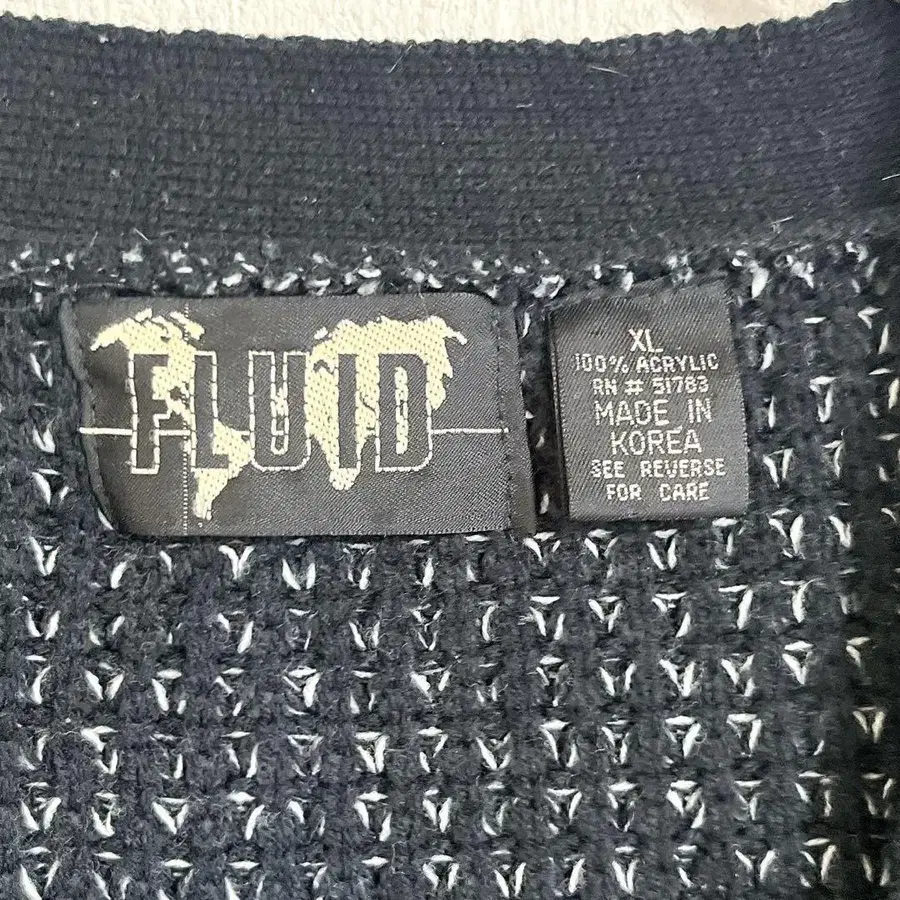 FLUID
XL
100% ACRYLIC
RN # 51783
MADE IN
KOREA
SEE REVERSE
FOR CARE